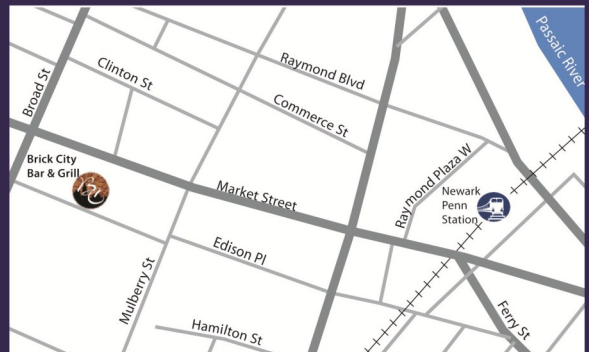 Passaic River
Broad St
Clinton St
Raymond Blvd
Commerce St
Brick City
Bar & Grill
Market Street
Raymond Plaza W
Newark
Penn
Station
Mulberry St
Edison Pl
Hamilton St
Ferry St